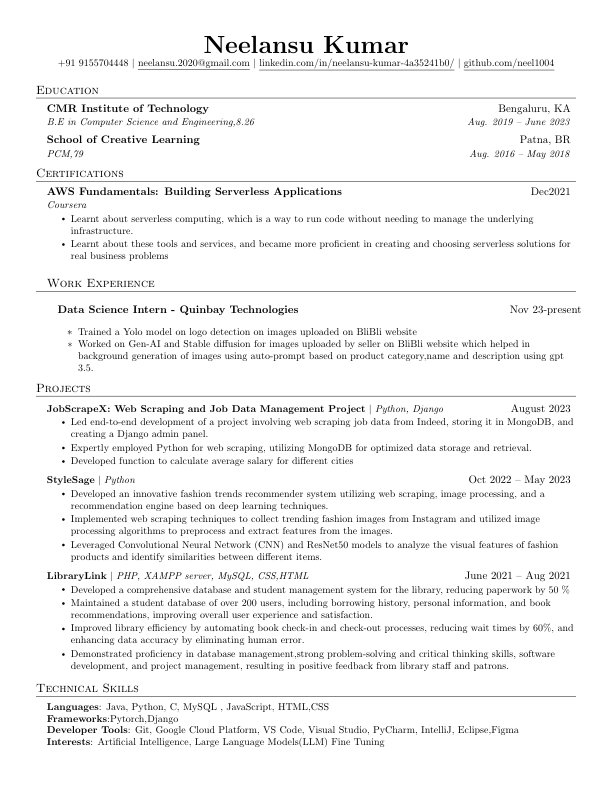 Neelansu Kumar
+91 9155704448 | neelansu.2020@gmail.com | linkedin.com/in/neelansu-kumar-4a35241b0/ | github.com/neel1004
Education
CMR Institute of Technology Bengaluru, KA
B.E in Computer Science and Engineering,8.26 Aug. 2019 – June 2023
School of Creative Learning Patna, BR
PCM,79 Aug. 2016 – May 2018
Certifications
AWS Fundamentals: Building Serverless Applications Dec2021
Coursera
• Learnt about serverless computing, which is a way to run code without needing to manage the underlying
infrastructure.
• Learnt about these tools and services, and became more proficient in creating and choosing serverless solutions for
real business problems
Work Experience
Data Science Intern - Quinbay Technologies Nov 23-present
∗ Trained a Yolo model on logo detection on images uploaded on BliBli website
∗ Worked on Gen-AI and Stable diffusion for images uploaded by seller on BliBli website which helped in
background generation of images using auto-prompt based on product category,name and description using gpt
3.5.
Projects
JobScrapeX: Web Scraping and Job Data Management Project | Python, Django August 2023
• Led end-to-end development of a project involving web scraping job data from Indeed, storing it in MongoDB, and
creating a Django admin panel.
• Expertly employed Python for web scraping, utilizing MongoDB for optimized data storage and retrieval.
• Developed function to calculate average salary for different cities
StyleSage | Python Oct 2022 – May 2023
• Developed an innovative fashion trends recommender system utilizing web scraping, image processing, and a
recommendation engine based on deep learning techniques.
• Implemented web scraping techniques to collect trending fashion images from Instagram and utilized image
processing algorithms to preprocess and extract features from the images.
• Leveraged Convolutional Neural Network (CNN) and ResNet50 models to analyze the visual features of fashion
products and identify similarities between different items.
LibraryLink | PHP, XAMPP server, MySQL, CSS,HTML June 2021 – Aug 2021
• Developed a comprehensive database and student management system for the library, reducing paperwork by 50 %
• Maintained a student database of over 200 users, including borrowing history, personal information, and book
recommendations, improving overall user experience and satisfaction.
• Improved library efficiency by automating book check-in and check-out processes, reducing wait times by 60%, and
enhancing data accuracy by eliminating human error.
• Demonstrated proficiency in database management,strong problem-solving and critical thinking skills, software
development, and project management, resulting in positive feedback from library staff and patrons.
Technical Skills
Languages: Java, Python, C, MySQL , JavaScript, HTML,CSS
Frameworks:Pytorch,Django
Developer Tools: Git, Google Cloud Platform, VS Code, Visual Studio, PyCharm, IntelliJ, Eclipse,Figma
Interests: Artificial Intelligence, Large Language Models(LLM) Fine Tuning